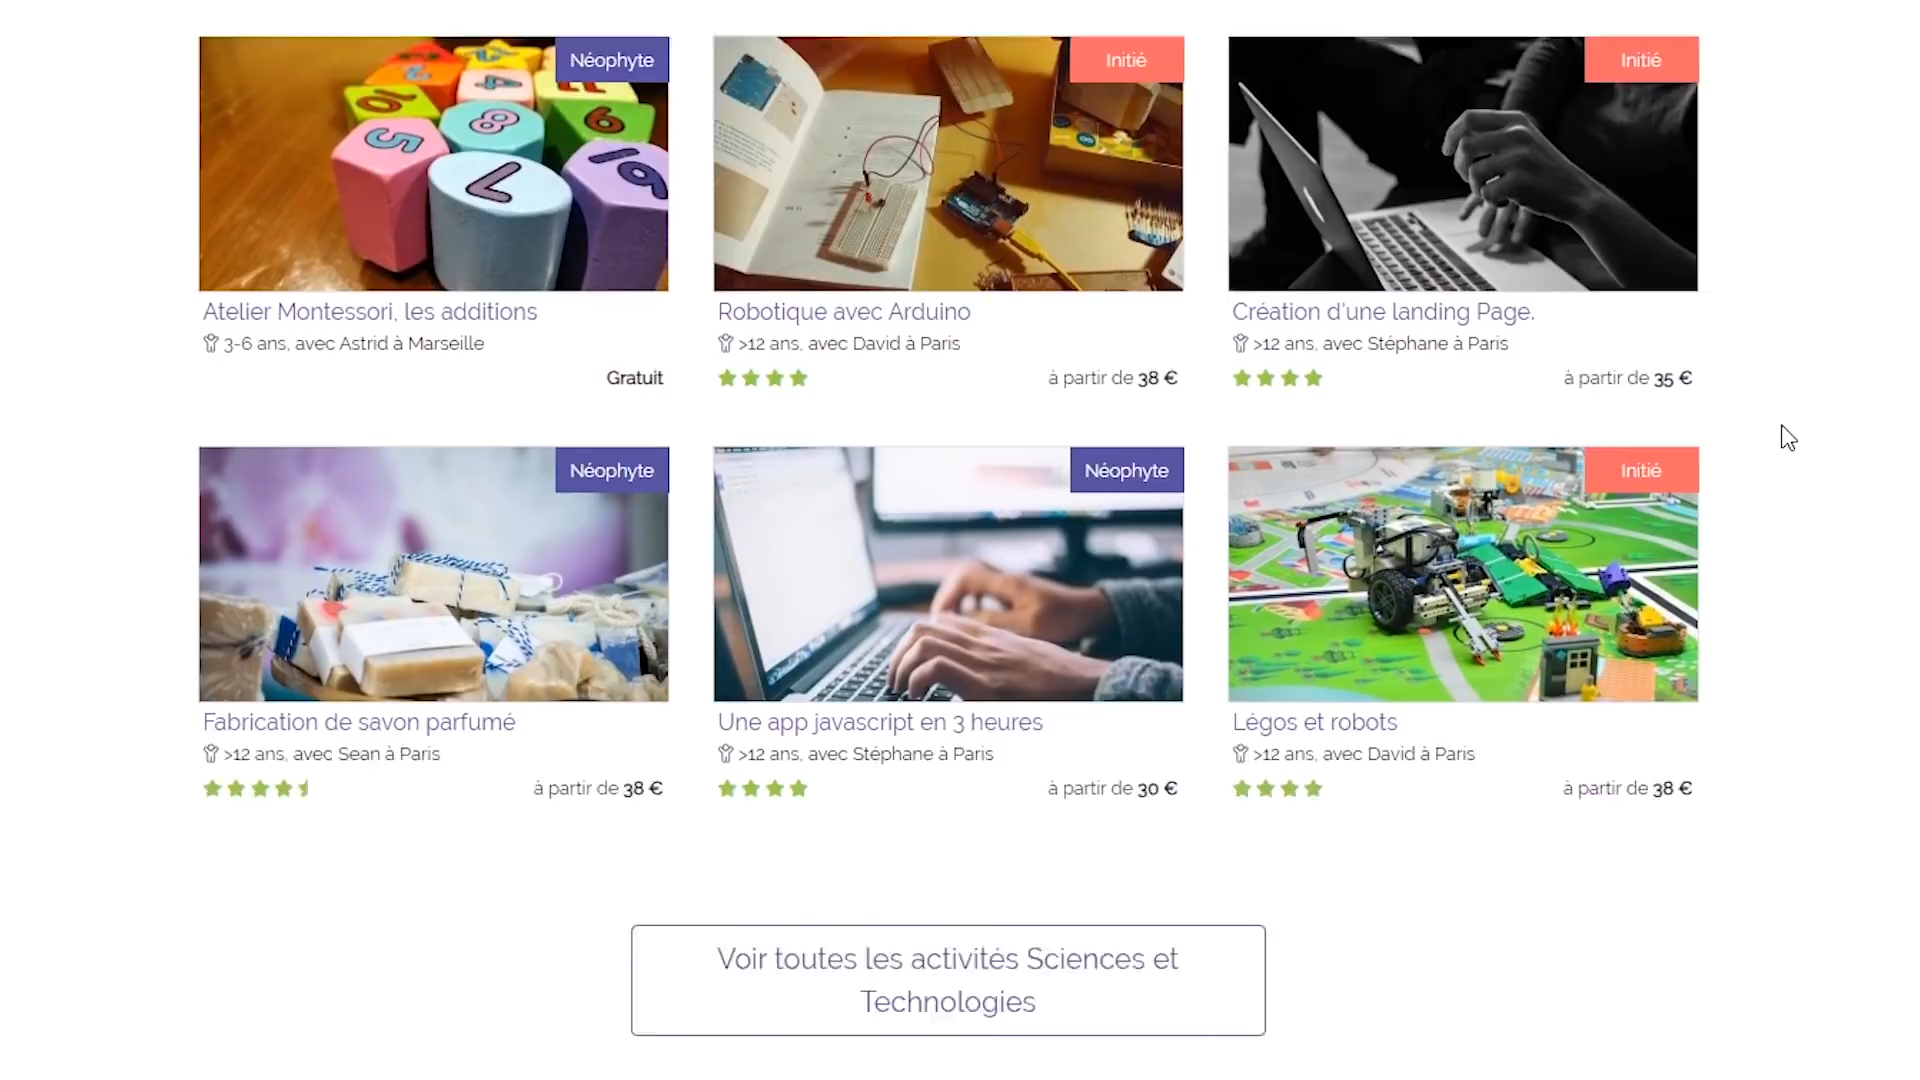 Néophyte
Atelier Montessori, les additions
3-6 ans, avec Astrid à Marseille
Gratuit
Initié
Robotique avec Arduino
>12 ans, avec David à Paris
à partir de 38 €
Initié
Création d'une landing Page.
>12 ans, avec Stéphane à Paris
à partir de 35 €
Néophyte
Fabrication de savon parfumé
>12 ans, avec Sean à Paris
à partir de 38 €
Néophyte
Une app javascript en 3 heures
>12 ans, avec Stéphane à Paris
à partir de 30 €
Initié
Légos et robots
>12 ans, avec David à Paris
à partir de 38 €
Voir toutes les activités Sciences et
Technologies